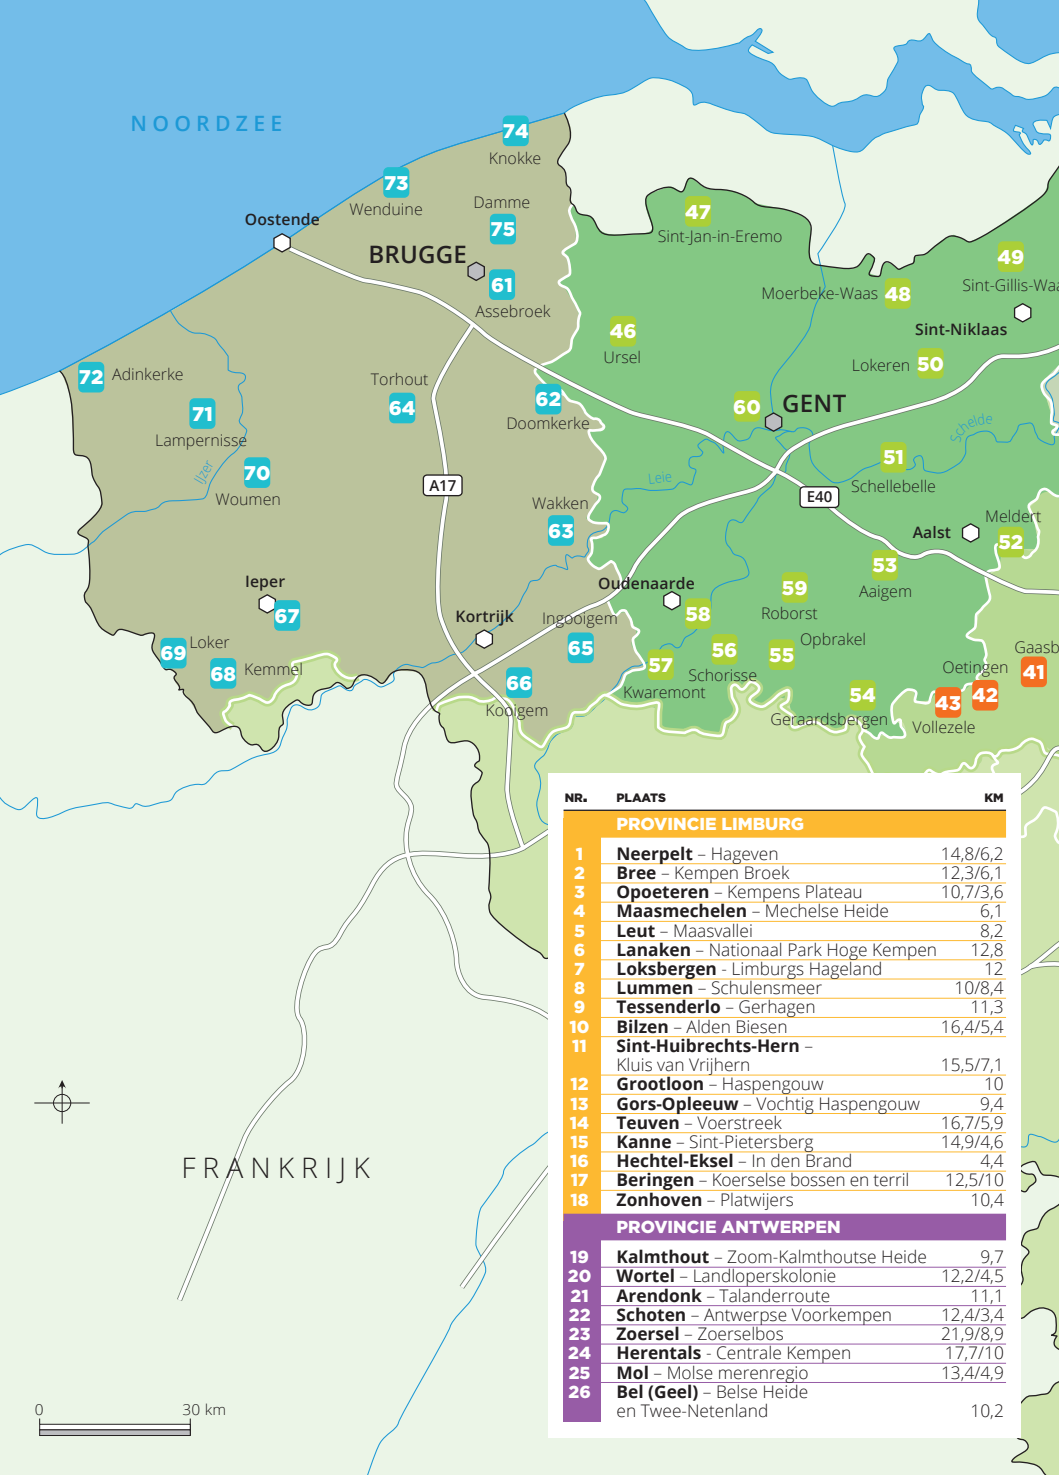 NOORDZEE
74
Knokke
73
Wenduine
Damme
75
Oostende
BRUGGE
61
Assebroek
47
Sint-Jan-in-Eremo
49
Sint-Gillis-Waa
Moerbeke-Waas 48
Sint-Niklaas
46
Ursel
Lokeren 50
72 Adinkerke
Torhout
64
62
Doomkerke
60 GENT
71
Lampernisse
IJzer
70
Woumen
A17
Leie
Schelde
51
Schellebelle
E40
Wakken
63
Meldert
52
Aalst
53
Aaigem
Ieper
67
Oudenaarde
58
59
Roborst
Kortrijk
Ingooigem
65
69 Loker
68 Kemmel
66
Kooigem
57
Kwaremont
56
Schorisse
Opbrakel
55
54
Geraardsbergen
Oetingen
42
43
Vollezele
Gaasb
41
NR. PLAATS KM
PROVINCIE LIMBURG
1 Neerpelt – Hageven 14,8/6,2
2 Bree – Kempen Broek 12,3/6,1
3 Opoeteren – Kempens Plateau 10,7/3,6
4 Maasmechelen – Mechelse Heide 6,1
5 Leut – Maasvallei 8,2
6 Lanaken – Nationaal Park Hoge Kempen 12,8
7 Loksbergen - Limburgs Hageland 12
8 Lummen – Schulensmeer 10/8,4
9 Tessenderlo – Gerhagen 11,3
10 Bilzen – Alden Biesen 16,4/5,4
11 Sint-Huibrechts-Hern –
Kluis van Vrijhern 15,5/7,1
12 Grootloon – Haspengouw 10
13 Gors-Opleeuw – Vochtig Haspengouw 9,4
14 Teuven – Voerstreek 16,7/5,9
15 Kanne – Sint-Pietersberg 14,9/4,6
16 Hechtel-Eksel – In den Brand 4,4
17 Beringen – Koerselse bossen en terril 12,5/10
18 Zonhoven – Platwijers 10,4
PROVINCIE ANTWERPEN
19 Kalmthout – Zoom-Kalmthoutse Heide 9,7
20 Wortel – Landloperskolonie 12,2/4,5
21 Arendonk – Talanderroute 11,1
22 Schoten – Antwerpse Voorkempen 12,4/3,4
23 Zoersel – Zoerselbos 21,9/8,9
24 Herentals - Centrale Kempen 17,7/10
25 Mol – Molse merenregio 13,4/4,9
26 Bel (Geel) – Belse Heide
en Twee-Netenland 10,2
FRANKRIJK
0 30 km